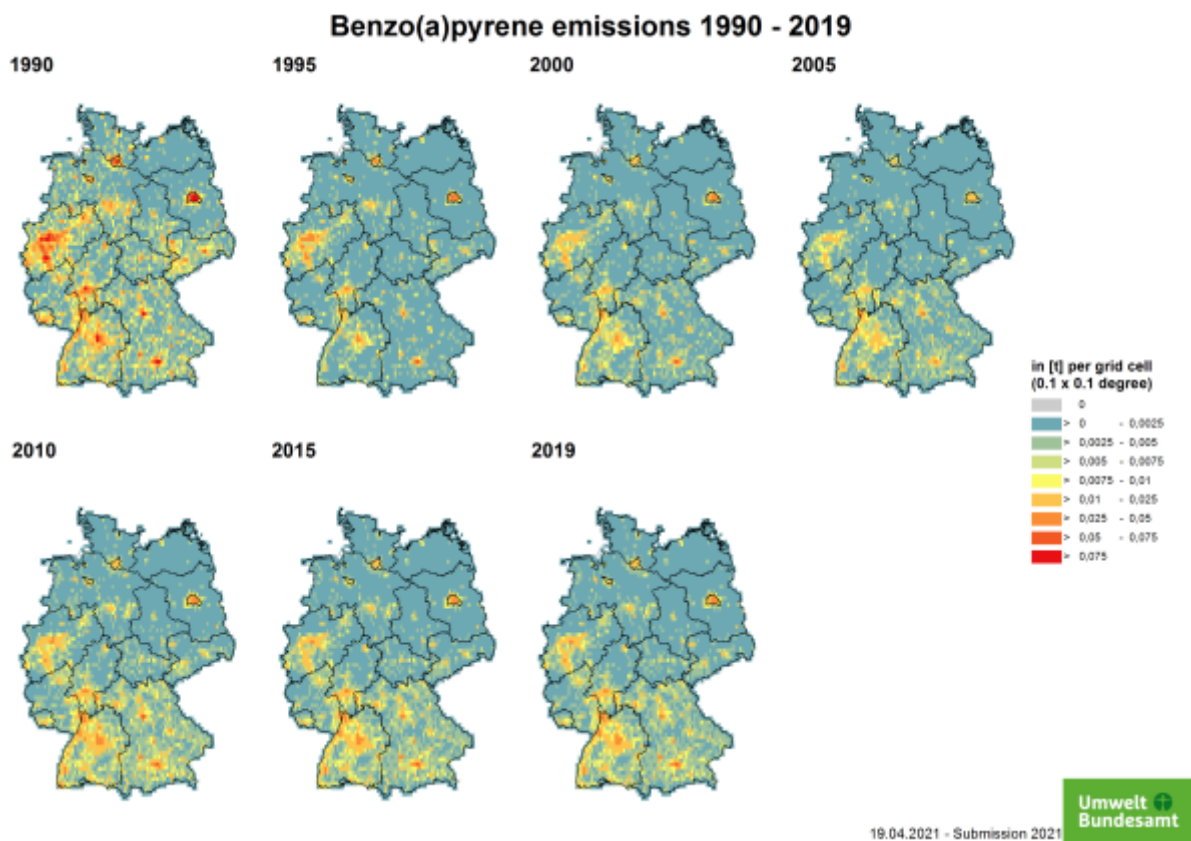 Benzo(a)pyrene emissions 1990 - 2019
1990
1995
2000
2005
in [t] per grid cell
(0.1 x 0.1 degree)
0
> 0 - 0,0025
> 0,0025 - 0,005
> 0,005 - 0,0075
> 0,0075 - 0,01
> 0,01 - 0,025
> 0,025 - 0,05
> 0,05 - 0,075
> 0,075
2010
2015
2019
Umwelt
Bundesamt
19.04.2021 - Submission 2021